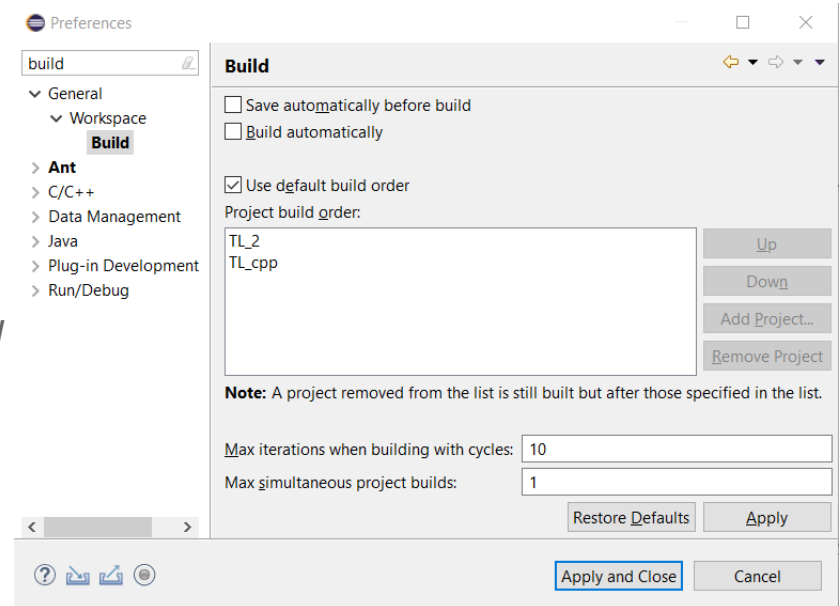 Preferences
build
Build
General
Workspace
Build
Ant
C/C++
Data Management
Java
Plug-in Development
Run/Debug
Save automatically before build
Build automatically
Use default build order
Project build order:
TL_2
TL_cpp
Up
Down
Add Project...
Remove Project
Note: A project removed from the list is still built but after those specified in the list.
Max iterations when building with cycles: 10
Max simultaneous project builds: 1
Restore Defaults Apply
Apply and Close Cancel